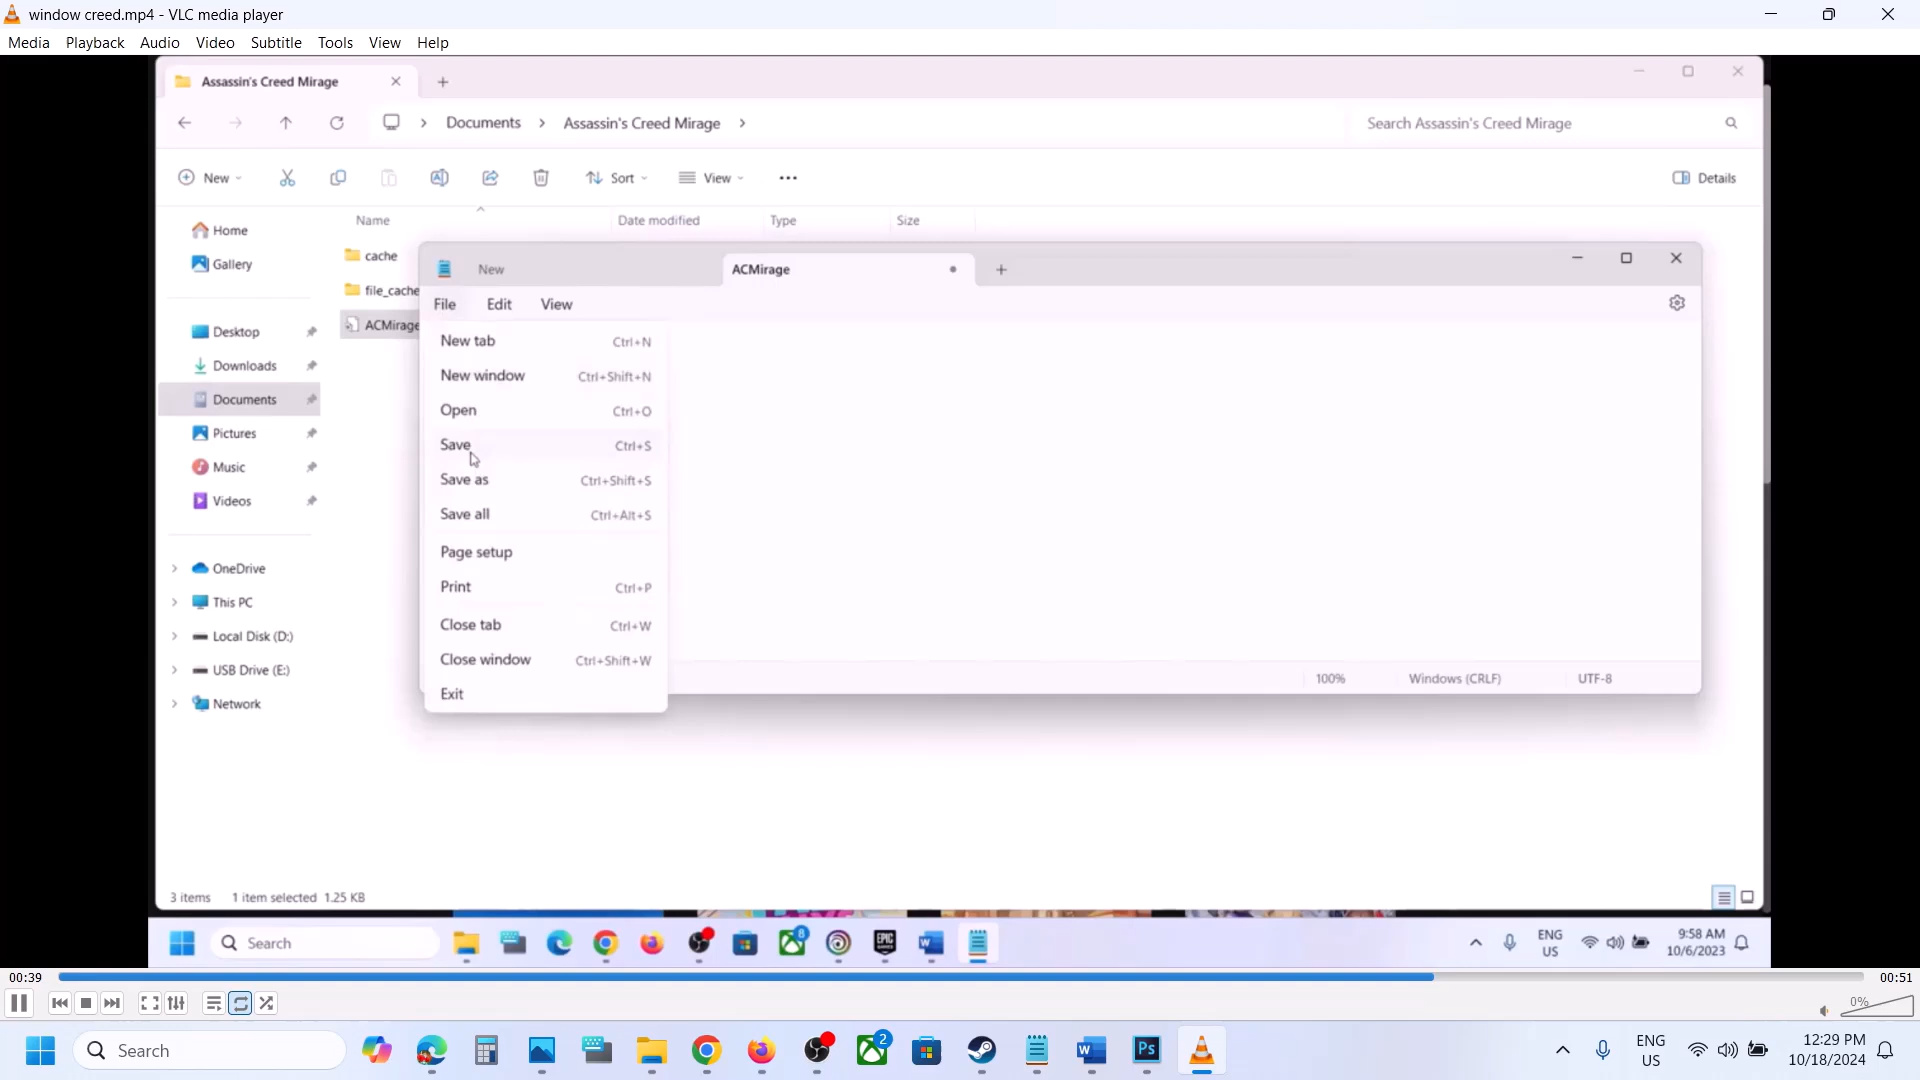 window creed.mp4 - VLC media player
Media Playback Audio Video Subtitle Tools View Help
Assassin's Creed Mirage
Documents Assassin's Creed Mirage
Search Assassin's Creed Mirage
New Sort View Details
Name Date modified Type Size
Home
Gallery
Desktop
Downloads
Documents
Pictures
Music
Videos
OneDrive
This PC
Local Disk (D:)
USB Drive (E:)
Network
cache
file_cache
ACMirage
New ACMirage
File Edit View
New tab Ctrl+N
New window Ctrl+Shift+N
Open Ctrl+O
Save Ctrl+S
Save as Ctrl+Shift+S
Save all Ctrl+Alt+S
Page setup
Print Ctrl+P
Close tab Ctrl+W
Close window Ctrl+Shift+W
Exit
100% Windows (CRLF) UTF-8
3 items 1 item selected 1.25 KB
Search
8
EPIC
ENG
US
9:58 AM
10/6/2023
00:39 00:51
0%
Search
2
Ps
ENG
US
12:29 PM
10/18/2024